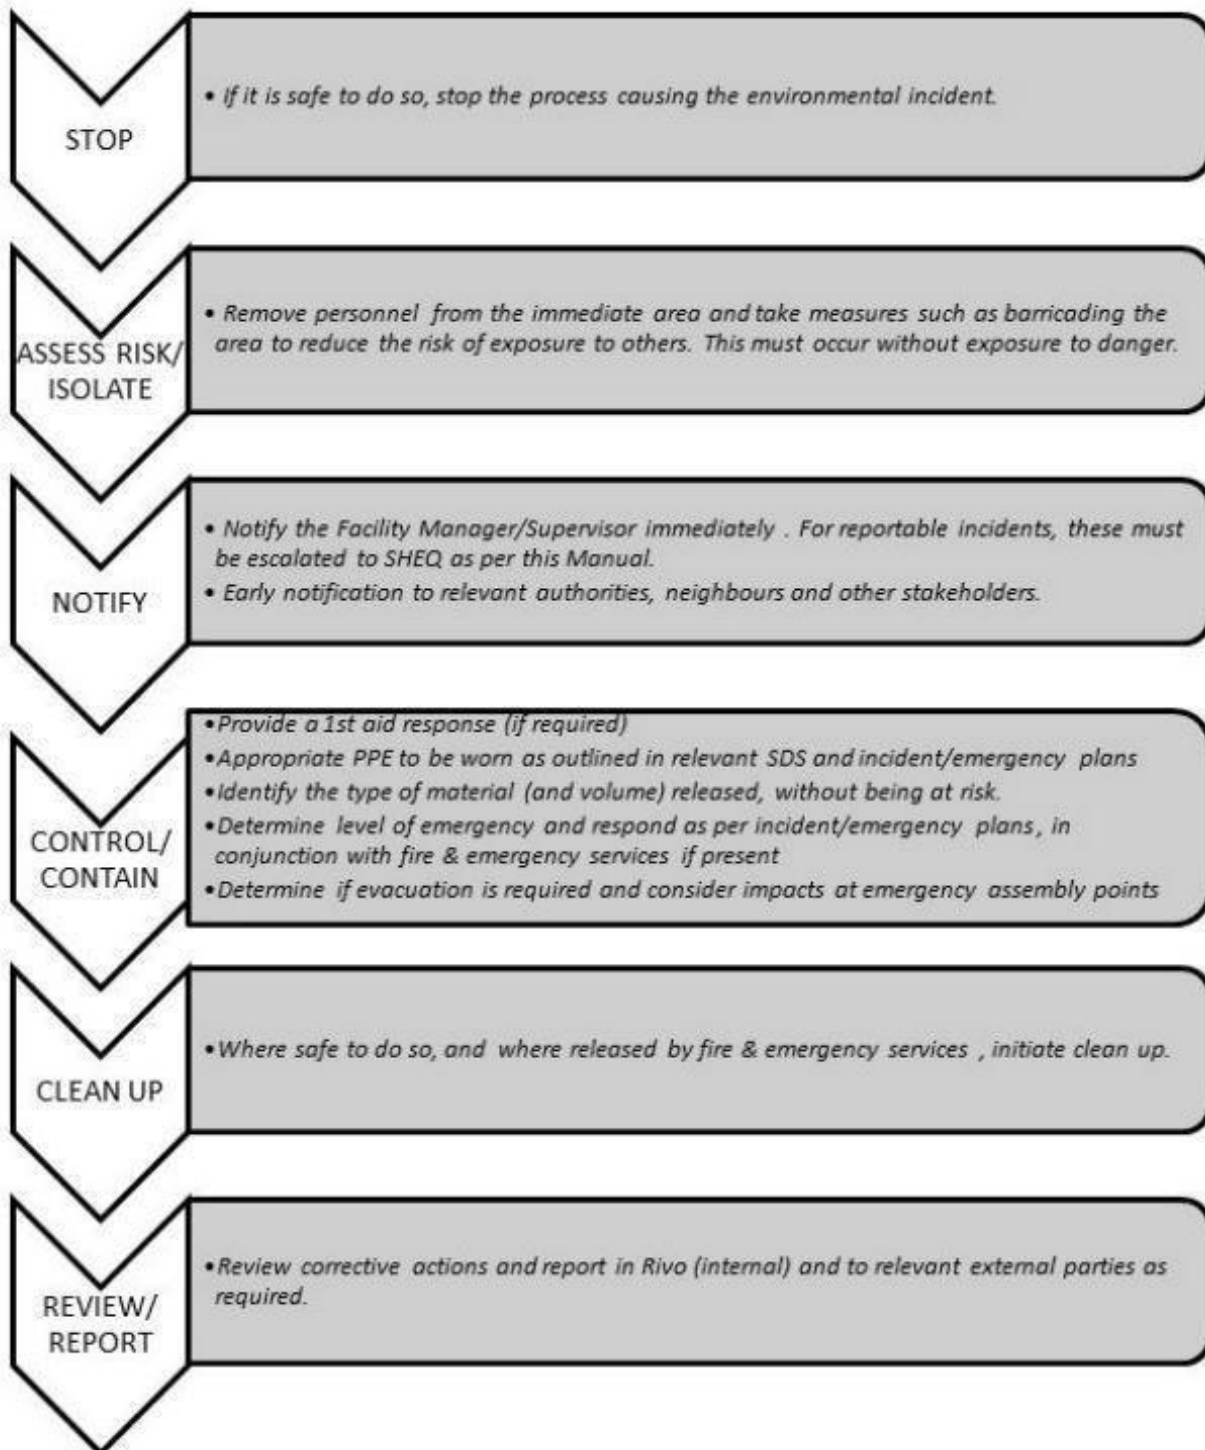 STOP
• If it is safe to do so, stop the process causing the environmental incident.
ASSESS RISK/
ISOLATE
• Remove personnel from the immediate area and take measures such as barricading the
area to reduce the risk of exposure to others. This must occur without exposure to danger.
NOTIFY
• Notify the Facility Manager/Supervisor immediately . For reportable incidents, these must
be escalated to SHEQ as per this Manual.
• Early notification to relevant authorities, neighbours and other stakeholders.
CONTROL/
CONTAIN
• Provide a 1st aid response (if required)
• Appropriate PPE to be worn as outlined in relevant SDS and incident/emergency plans
• Identify the type of material (and volume) released, without being at risk.
• Determine level of emergency and respond as per incident/emergency plans , in
conjunction with fire & emergency services if present
• Determine if evacuation is required and consider impacts at emergency assembly points
CLEAN UP
• Where safe to do so, and where released by fire & emergency services , initiate clean up.
REVIEW/
REPORT
• Review corrective actions and report in Rivo (internal) and to relevant external parties as
required.